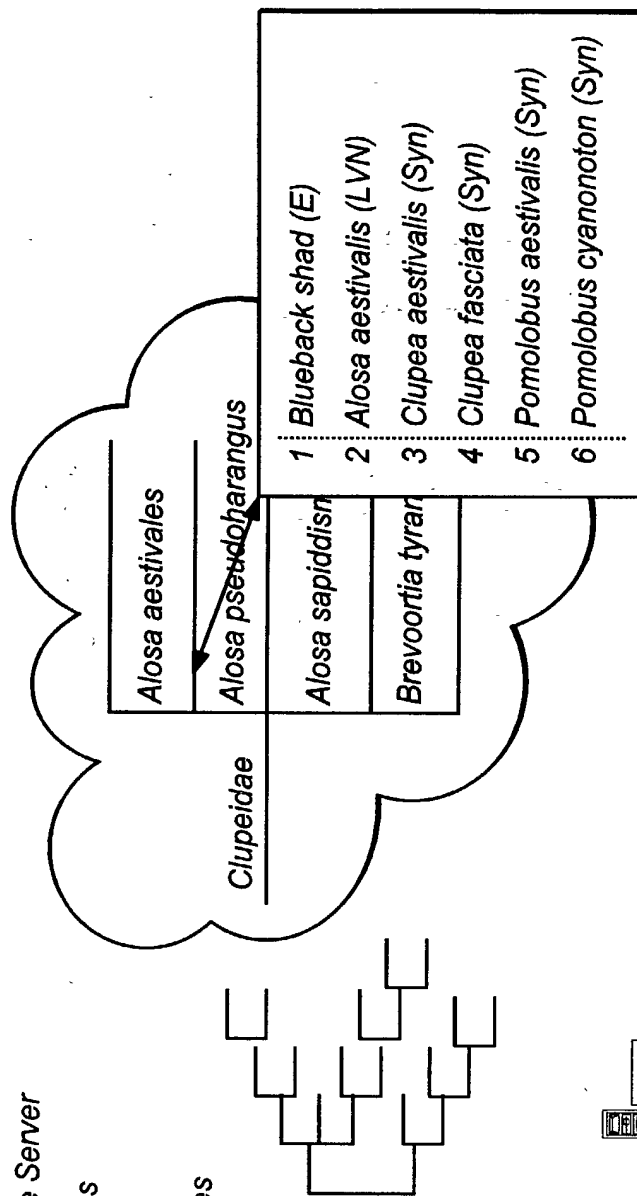 e Server
s
es
Clupeidae
Alosa aestivales
Alosa pseudoharangus
Alosa sapiddisn
Brevoortia tyran
1 Blueback shad (E)
2 Alosa aestivalis (LVN)
3 Clupea aestivalis (Syn)
4 Clupea fasciata (Syn)
5 Pomolobus aestivalis (Syn)
6 Pomolobus cyanonoton (Syn)